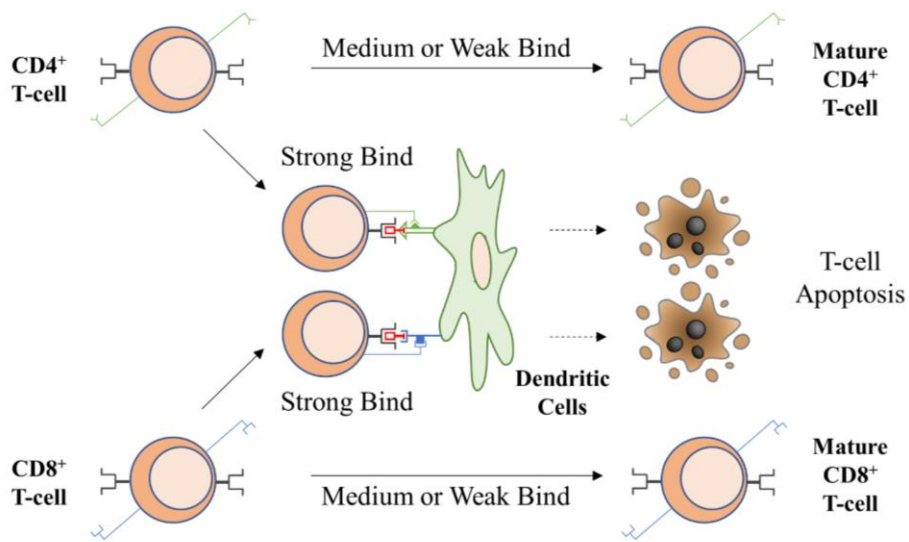 CD4+
T-cell
Medium or Weak Bind
Mature
CD4+
T-cell
Strong Bind
T-cell
Apoptosis
Dendritic
Cells
Strong Bind
CD8+
T-cell
Medium or Weak Bind
Mature
CD8+
T-cell